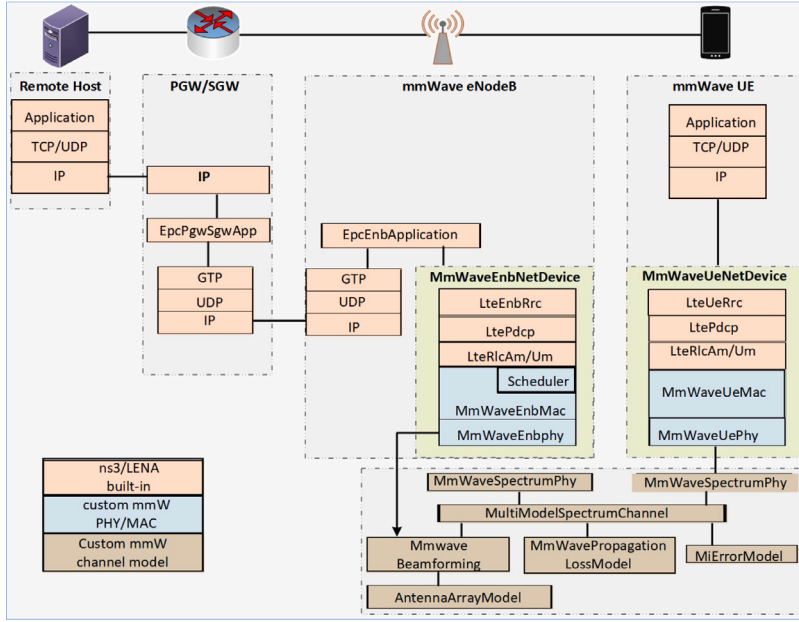 Remote Host
PGW/SGW
mmWave eNodeB
mmWave UE
Application
TCP/UDP
IP
IP
EpcPgwSgwApp
GTP
UDP
IP
EpcEnbApplication
GTP
UDP
IP
MmWaveEnbNetDevice
LteEnbRrc
LtePdcp
LteRlcAm/Um
Scheduler
MmWaveEnbMac
MmWaveEnbphy
Application
TCP/UDP
IP
MmWaveUeNetDevice
LteUeRrc
LtePdcp
LteRlcAm/Um
MmWaveUeMac
MmWaveUePhy
ns3/LENA
built-in
custom mmW
PHY/MAC
Custom mmW
channel model
MmWaveSpectrumPhy
MmWaveSpectrumPhy
MultiModelSpectrumChannel
Mmwave
Beamforming
MmWavePropagation
LossModel
MiErrorModel
AntennaArrayModel